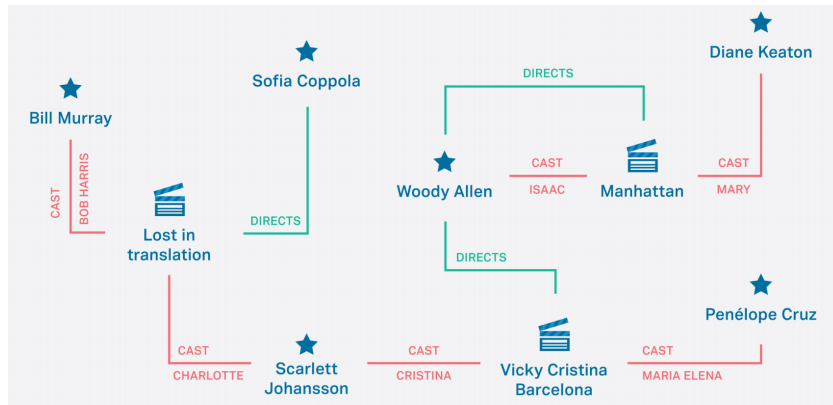 Diane Keaton
DIRECTS
Sofia Coppola
Bill Murray
CAST
BOB HARRIS
Woody Allen
CAST
ISAAC
Manhattan
CAST
MARY
DIRECTS
Lost in
translation
DIRECTS
Penélope Cruz
CAST
CHARLOTTE
Scarlett
Johansson
CAST
CRISTINA
Vicky Cristina
Barcelona
CAST
MARIA ELENA